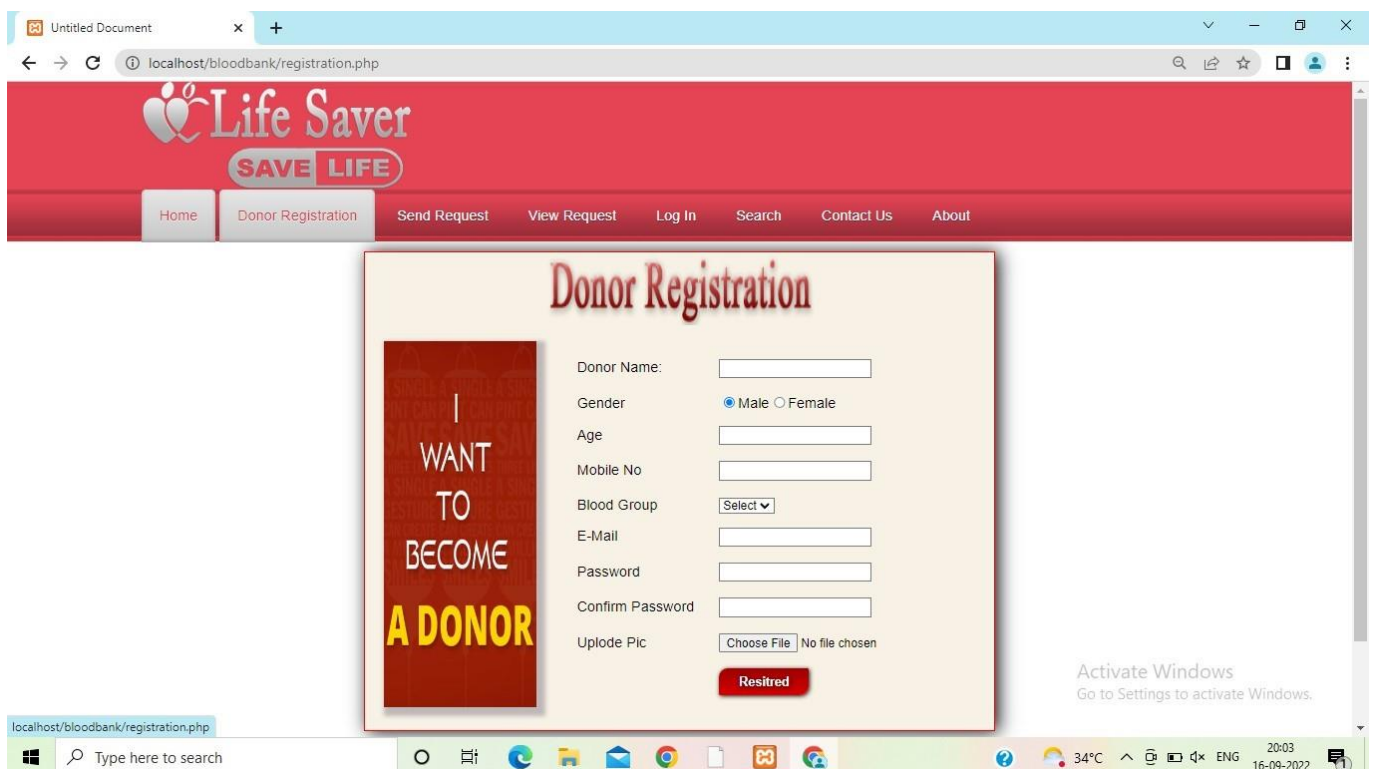 Untitled Document
localhost/bloodbank/registration.php
Life Saver
SAVE LIFE
Home Donor Registration Send Request View Request Log In Search Contact Us About
Donor Registration
I
WANT
TO
BECOME
A DONOR
Donor Name:
Gender Male Female
Age
Mobile No
Blood Group Select
E-Mail
Password
Confirm Password
Uplode Pic Choose File No file chosen
Resitred
Activate Windows
Go to Settings to activate Windows.
localhost/bloodbank/registration.php
Type here to search
34°C ENG 20:03
16-09-2022